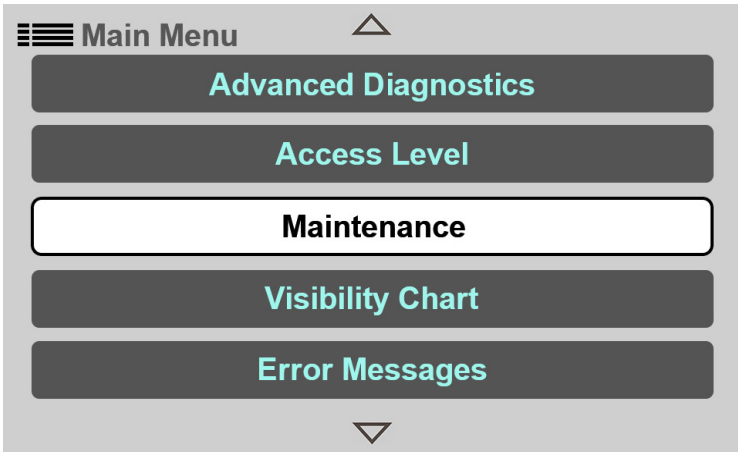 Main Menu
Advanced Diagnostics
Access Level
Maintenance
Visibility Chart
Error Messages